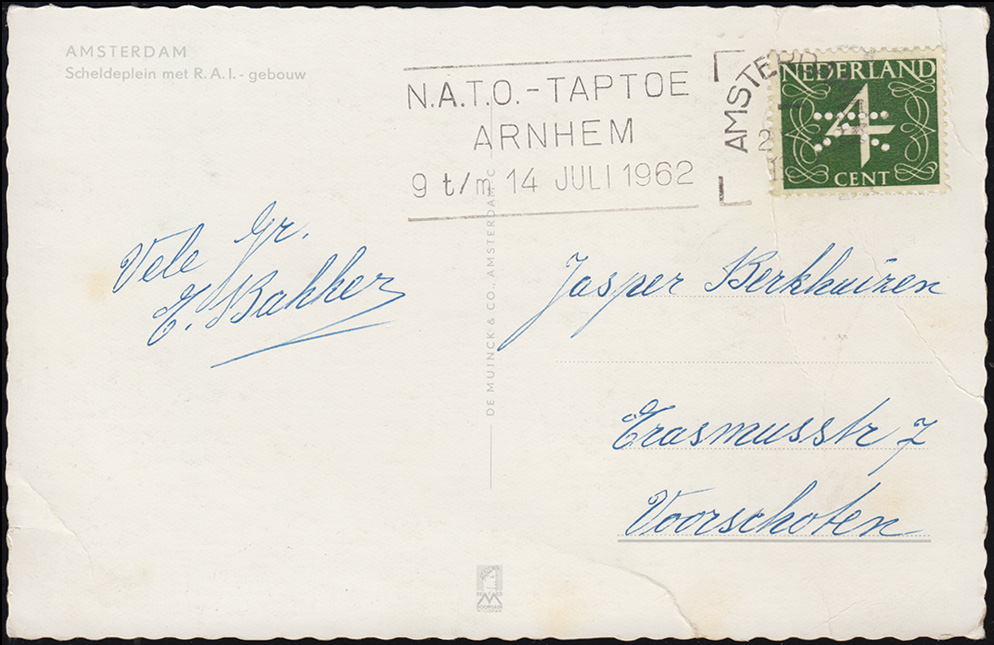 AMSTERDAM
Scheldeplein met R.A.I.- gebouw
N.A.T.O. - TAPTOE
ARNHEM
9 t/m 14 JULI 1962
AMSTERD
NEDERLAND
4
CENT
Vele Gr.
E. Bakker
DE MUINCK & CO., AMSTERDAM-C
Jasper Berkhuizen
Erasmusstr 7
Voorschoten